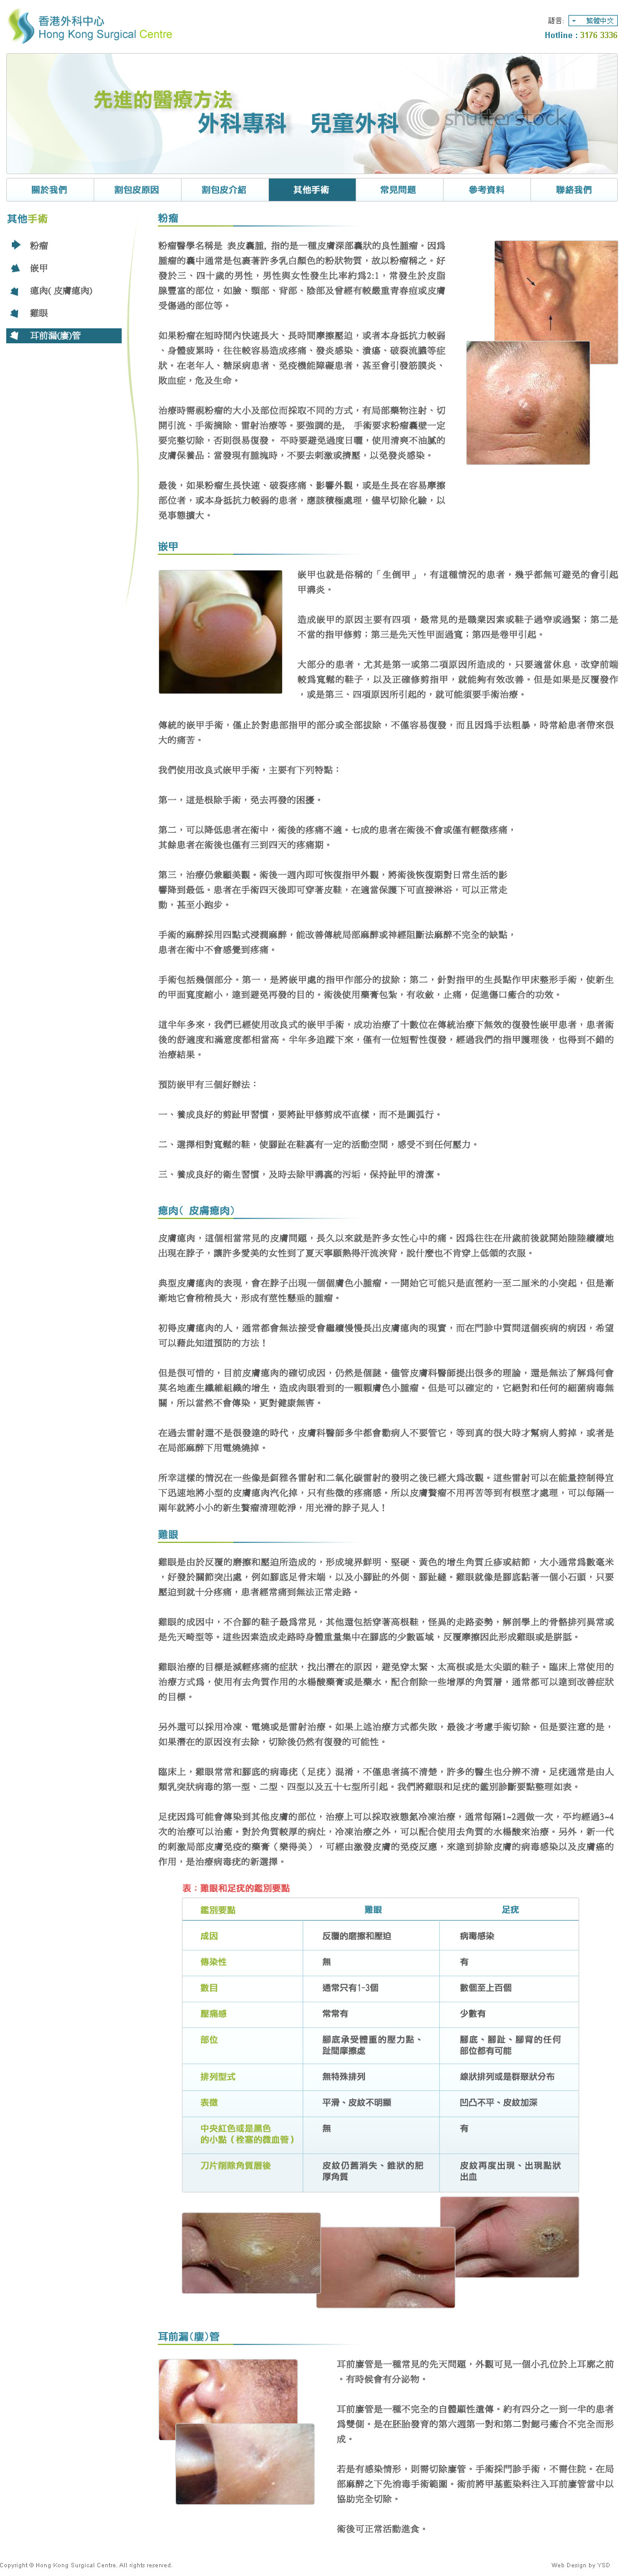 香港外科中心
Hong Kong Surgical Centre
語言: 繁體中文
Hotline : 3176 3336
先進的醫療方法
外科專科 兒童外科
shutterstock
關於我們 割包皮原因 割包皮介紹 其他手術 常見問題 參考資料 聯絡我們
其他手術
粉瘤
嵌甲
瘜肉( 皮膚瘜肉)
雞眼
耳前漏(廔)管
粉瘤
粉瘤醫學名稱是 表皮囊腫, 指的是一種皮膚深部囊狀的良性腫瘤。因為
腫瘤的囊中通常是包裹著許多乳白顏色的粉狀物質，故以粉瘤稱之。好
發於三、四十歲的男性，男性與女性發生比率約為2:1，常發生於皮脂
腺豐富的部位，如臉、頸部、背部、陰部及曾經有較嚴重青春痘或皮膚
受傷過的部位等。
如果粉瘤在短時間內快速長大、長時間摩擦壓迫，或者本身抵抗力較弱
、身體疲累時，往往較容易造成疼痛、發炎感染、潰瘍、破裂流膿等症
狀。在老年人、糖尿病患者、免疫機能障礙患者，甚至會引發筋膜炎、
敗血症，危及生命。
治療時需視粉瘤的大小及部位而採取不同的方式，有局部藥物注射、切
開引流、手術摘除、雷射治療等。要強調的是， 手術要求粉瘤囊壁一定
要完整切除，否則很易復發。 平時要避免過度日曬，使用清爽不油膩的
皮膚保養品；當發現有腫塊時，不要去刺激或擠壓，以免發炎感染。
最後，如果粉瘤生長快速、破裂疼痛、影響外觀，或是生長在容易摩擦
部位者，或本身抵抗力較弱的患者，應該積極處理，儘早切除化驗，以
免事態擴大。
嵌甲
嵌甲也就是俗稱的「生倒甲」，有這種情況的患者，幾乎都無可避免的會引起
甲溝炎。
造成嵌甲的原因主要有四項，最常見的是職業因素或鞋子過窄或過緊；第二是
不當的指甲修剪；第三是先天性甲面過寬；第四是卷甲引起。
大部分的患者，尤其是第一或第二項原因所造成的，只要適當休息，改穿前端
較為寬鬆的鞋子，以及正確修剪指甲，就能夠有效改善。但是如果是反覆發作
，或是第三、四項原因所引起的，就可能須要手術治療。
傳統的嵌甲手術，僅止於對患部指甲的部分或全部拔除，不僅容易復發，而且因為手法粗暴，時常給患者帶來很
大的痛苦。
我們使用改良式嵌甲手術，主要有下列特點：
第一，這是根除手術，免去再發的困擾。
第二，可以降低患者在術中，術後的疼痛不適。七成的患者在術後不會或僅有輕微疼痛，
其餘患者在術後也僅有三到四天的疼痛期。
第三，治療仍兼顧美觀。術後一週內即可恢復指甲外觀，將術後恢復期對日常生活的影
響降到最低。患者在手術四天後即可穿著皮鞋，在適當保護下可直接淋浴，可以正常走
動，甚至小跑步。
手術的麻醉採用四點式浸潤麻醉，能改善傳統局部麻醉或神經阻斷法麻醉不完全的缺點，
患者在術中不會感覺到疼痛。
手術包括幾個部分。第一，是將嵌甲處的指甲作部分的拔除；第二，針對指甲的生長點作甲床整形手術，使新生
的甲面寬度縮小，達到避免再發的目的。術後使用藥膏包紮，有收斂，止痛，促進傷口癒合的功效。
這半年多來，我們已經使用改良式的嵌甲手術，成功治療了十數位在傳統治療下無效的復發性嵌甲患者，患者術
後的舒適度和滿意度都相當高。半年多追蹤下來，僅有一位短暫性復發，經過我們的指甲護理後，也得到不錯的
治療結果。
預防嵌甲有三個好辦法：
一、養成良好的剪趾甲習慣，要將趾甲修剪成平直樣，而不是圓弧行。
二、選擇相對寬鬆的鞋，使腳趾在鞋裏有一定的活動空間，感受不到任何壓力。
三、養成良好的衛生習慣，及時去除甲溝裏的污垢，保持趾甲的清潔。
瘜肉( 皮膚瘜肉)
皮膚瘜肉，這個相當常見的皮膚問題，長久以來就是許多女性心中的痛。因為往往在卅歲前後就開始陸陸續續地
出現在脖子，讓許多愛美的女性到了夏天寧願熱得汗流浹背，說什麼也不肯穿上低領的衣服。
典型皮膚瘜肉的表現，會在脖子出現一個個膚色小腫瘤。一開始它可能只是直徑約一至二厘米的小突起，但是漸
漸地它會稍稍長大，形成有莖性懸垂的腫瘤。
初得皮膚瘜肉的人，通常都會無法接受會繼續慢慢長出皮膚瘜肉的現實，而在門診中質問這個疾病的病因，希望
可以藉此知道預防的方法！
但是很可惜的，目前皮膚瘜肉的確切成因，仍然是個謎。儘管皮膚科醫師提出很多的理論，還是無法了解為何會
莫名地產生纖維組織的增生，造成肉眼看到的一顆顆膚色小腫瘤。但是可以確定的，它絕對和任何的細菌病毒無
關，所以當然不會傳染，更對健康無害。
在過去雷射還不是很發達的時代，皮膚科醫師多半都會勸病人不要管它，等到真的很大時才幫病人剪掉，或者是
在局部麻醉下用電燒燒掉。
所幸這樣的情況在一些像是鉺雅各雷射和二氧化碳雷射的發明之後已經大為改觀。這些雷射可以在能量控制得宜
下迅速地將小型的皮膚瘜肉汽化掉，只有些微的疼痛感。所以皮膚贅瘤不用再苦等到有根莖才處理，可以每隔一
兩年就將小小的新生贅瘤清理乾淨，用光滑的脖子見人！
雞眼
雞眼是由於反覆的磨擦和壓迫所造成的，形成境界鮮明、堅硬、黃色的增生角質丘疹或結節，大小通常為數毫米
，好發於關節突出處，例如腳底足骨末端，以及小腳趾的外側、腳趾縫。雞眼就像是腳底黏著一個小石頭，只要
壓迫到就十分疼痛，患者經常痛到無法正常走路。
雞眼的成因中，不合腳的鞋子最為常見，其他還包括穿著高根鞋，怪異的走路姿勢，解剖學上的骨骼排列異常或
是先天畸型等。這些因素造成走路時身體重量集中在腳底的少數區域，反覆摩擦因此形成雞眼或是胼胝。
雞眼治療的目標是減輕疼痛的症狀，找出潛在的原因，避免穿太緊、太高根或是太尖頭的鞋子。臨床上常使用的
治療方式為，使用有去角質作用的水楊酸藥膏或是藥水，配合削除一些增厚的角質層，通常都可以達到改善症狀
的目標。
另外還可以採用冷凍、電燒或是雷射治療。如果上述治療方式都失敗，最後才考慮手術切除。但是要注意的是，
如果潛在的原因沒有去除，切除後仍然有復發的可能性。
臨床上，雞眼常常和腳底的病毒疣（足疣）混淆，不僅患者搞不清楚，許多的醫生也分辨不清。足疣通常是由人
類乳突狀病毒的第一型、二型、四型以及五十七型所引起。我們將雞眼和足疣的鑑別診斷要點整理如表。
足疣因為可能會傳染到其他皮膚的部位，治療上可以採取液態氮冷凍治療，通常每隔1~2週做一次，平均經過3~4
次的治療可以治癒。對於角質較厚的病灶，冷凍治療之外，可以配合使用去角質的水楊酸來治療。另外，新一代
的刺激局部皮膚免疫的藥膏（樂得美），可經由激發皮膚的免疫反應，來達到排除皮膚的病毒感染以及皮膚癌的
作用，是治療病毒疣的新選擇。
表：雞眼和足疣的鑑別要點
鑑別要點 雞眼 足疣
成因 反覆的磨擦和壓迫 病毒感染
傳染性 無 有
數目 通常只有1-3個 數個至上百個
壓痛感 常常有 少數有
部位 腳底承受體重的壓力點、 腳底、腳趾、腳背的任何
趾間摩擦處 部位都有可能
排列型式 無特殊排列 線狀排列或是群聚狀分布
表徵 平滑、皮紋不明顯 凹凸不平、皮紋加深
中央紅色或是黑色 無 有
的小點（栓塞的微血管）
刀片削除角質層後 皮紋仍舊消失、錐狀的肥 皮紋再度出現、出現點狀
厚角質 出血
耳前漏(廔)管
耳前廔管是一種常見的先天問題，外觀可見一個小孔位於上耳廓之前
。有時候會有分泌物。
耳前廔管是一種不完全的自體顯性遺傳。約有四分之一到一半的患者
為雙側。是在胚胎發育的第六週第一對和第二對鰓弓癒合不完全而形
成。
若是有感染情形，則需切除廔管。手術採門診手術，不需住院。在局
部麻醉之下先消毒手術範圍。術前將甲基藍染料注入耳前廔管當中以
協助完全切除。
術後可正常活動進食。
Copyright © Hong Kong Surgical Centre. All rights reserved.
Web Design by YSD